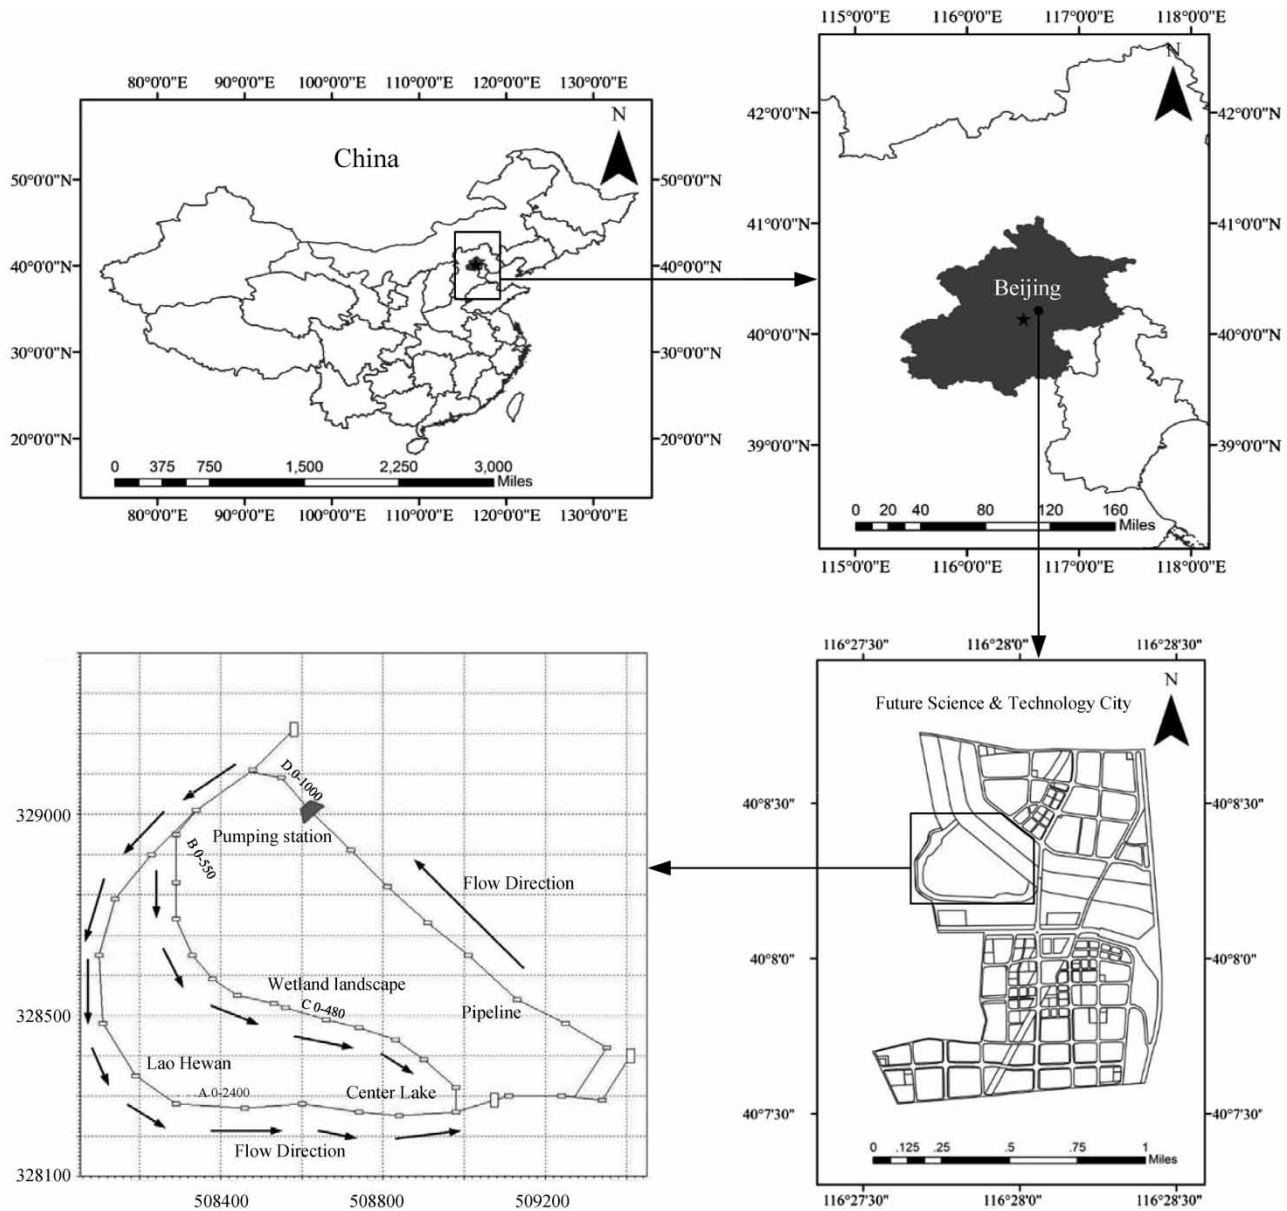 115°0'0"E 116°0'0"E 117°0'0"E 118°0'0"E
N
42°0'0"N 42°0'0"N
41°0'0"N 41°0'0"N
Beijing
40°0'0"N 40°0'0"N
39°0'0"N 39°0'0"N
0 20 40 80 120 160
Miles
115°0'0"E 116°0'0"E 117°0'0"E 118°0'0"E
80°0'0"E 90°0'0"E 100°0'0"E 110°0'0"E 120°0'0"E 130°0'0"E
N
China
50°0'0"N 50°0'0"N
40°0'0"N 40°0'0"N
30°0'0"N 30°0'0"N
20°0'0"N 20°0'0"N
0 375 750 1,500 2,250 3,000
Miles
80°0'0"E 90°0'0"E 100°0'0"E 110°0'0"E 120°0'0"E 130°0'0"E
D.0-1000
329000
Pumping station
B 0-550
Flow Direction
Wetland landscape
C 0-480
Pipeline
328500
Lao Hewan
A.0-2400
Center Lake
Flow Direction
328100
508400 508800 509200
116°27'30"E 116°28'0"E 116°28'30"E
N
Future Science & Technology City
40°8'30"N 40°8'30"N
40°8'0"N 40°8'0"N
40°7'30"N 40°7'30"N
0 .125 .25 .5 .75 1
Miles
116°27'30"E 116°28'0"E 116°28'30"E